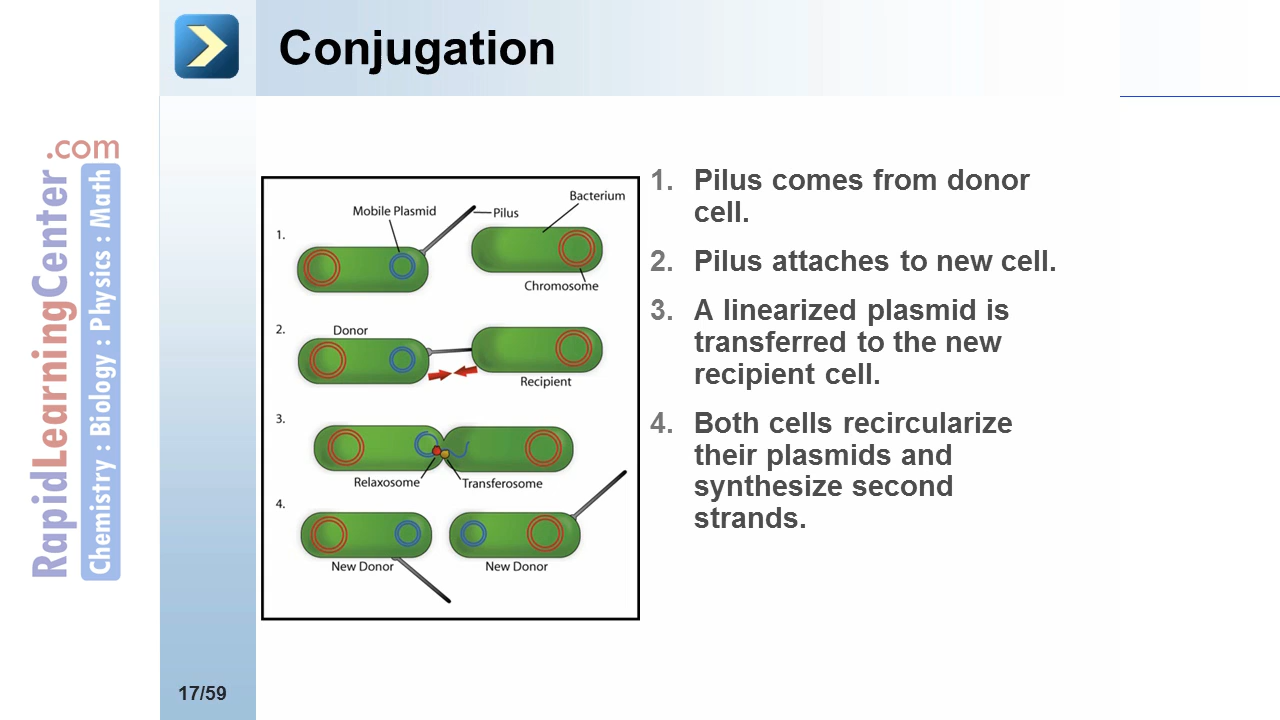 Conjugation
.com
RapidLearningCenter
Chemistry : Biology : Physics : Math
1.
Mobile Plasmid
Pilus
Bacterium
Chromosome
2.
Donor
Recipient
3.
Relaxosome
Transferosome
4.
New Donor
New Donor
1. Pilus comes from donor
cell.
2. Pilus attaches to new cell.
3. A linearized plasmid is
transferred to the new
recipient cell.
4. Both cells recircularize
their plasmids and
synthesize second
strands.
17/59